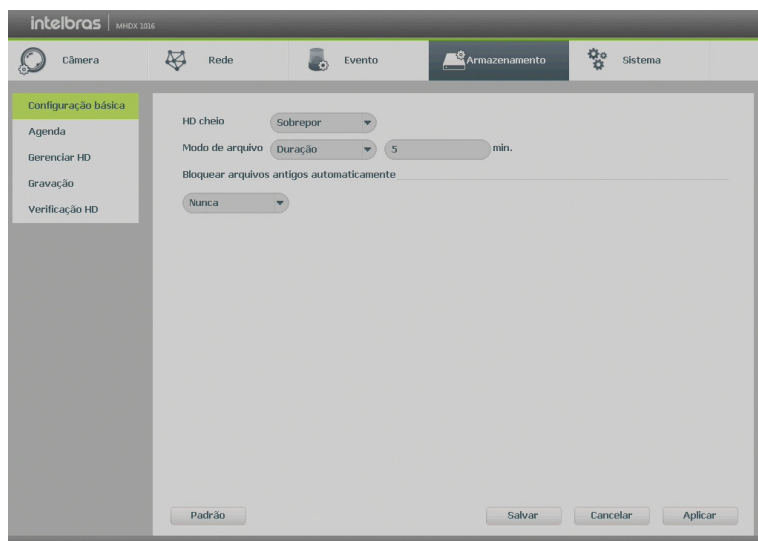 intelbras MHDX 1016
Câmera Rede Evento Armazenamento Sistema
Configuração básica
Agenda
Gerenciar HD
Gravação
Verificação HD
HD cheio Sobrepor
Modo de arquivo Duração 5 min.
Bloquear arquivos antigos automaticamente
Nunca
Padrão Salvar Cancelar Aplicar